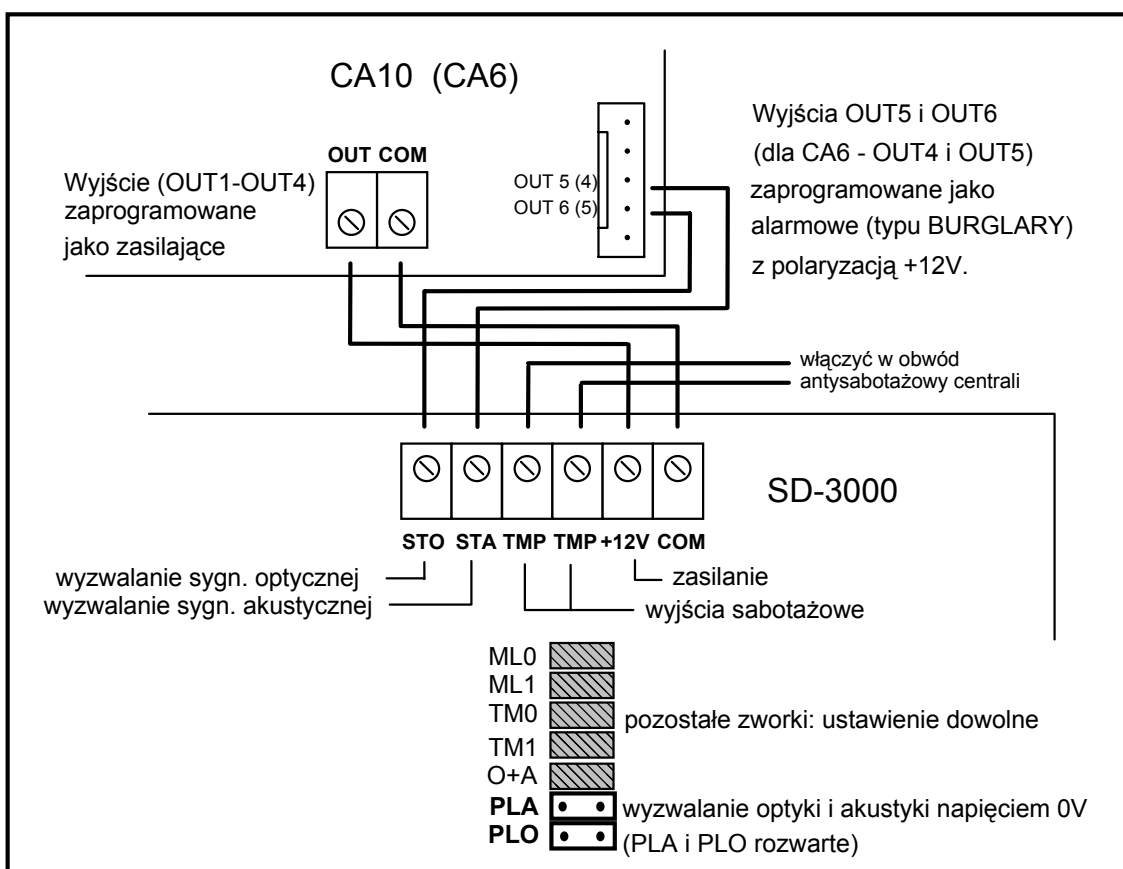 CA10 (CA6)
OUT COM
Wyjście (OUT1-OUT4)
zaprogramowane
jako zasilające
OUT 5 (4)
OUT 6 (5)
Wyjścia OUT5 i OUT6
(dla CA6 - OUT4 i OUT5)
zaprogramowane jako
alarmowe (typu BURGLARY)
z polaryzacją +12V.
włączyć w obwód
antysabotażowy centrali
SD-3000
STO STA TMP TMP +12V COM
wyzwalanie sygn. optycznej
wyzwalanie sygn. akustycznej
zasilanie
wyjścia sabotażowe
ML0
ML1
TM0
TM1
O+A
PLA
PLO
pozostałe zworki: ustawienie dowolne
wyzwalanie optyki i akustyki napięciem 0V
(PLA i PLO rozwarte)